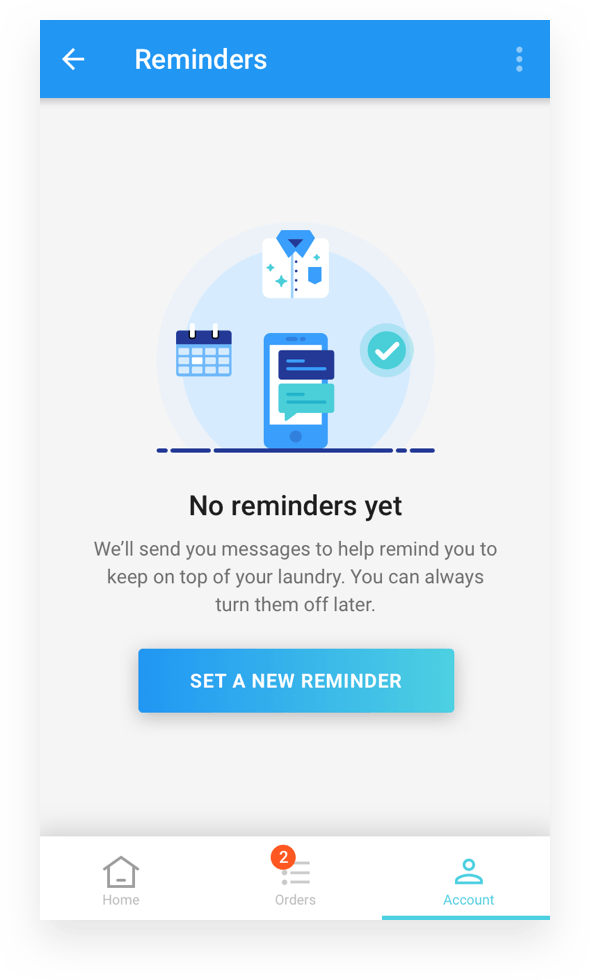 Reminders
No reminders yet
We’ll send you messages to help remind you to
keep on top of your laundry. You can always
turn them off later.
SET A NEW REMINDER
2
Home
Orders
Account